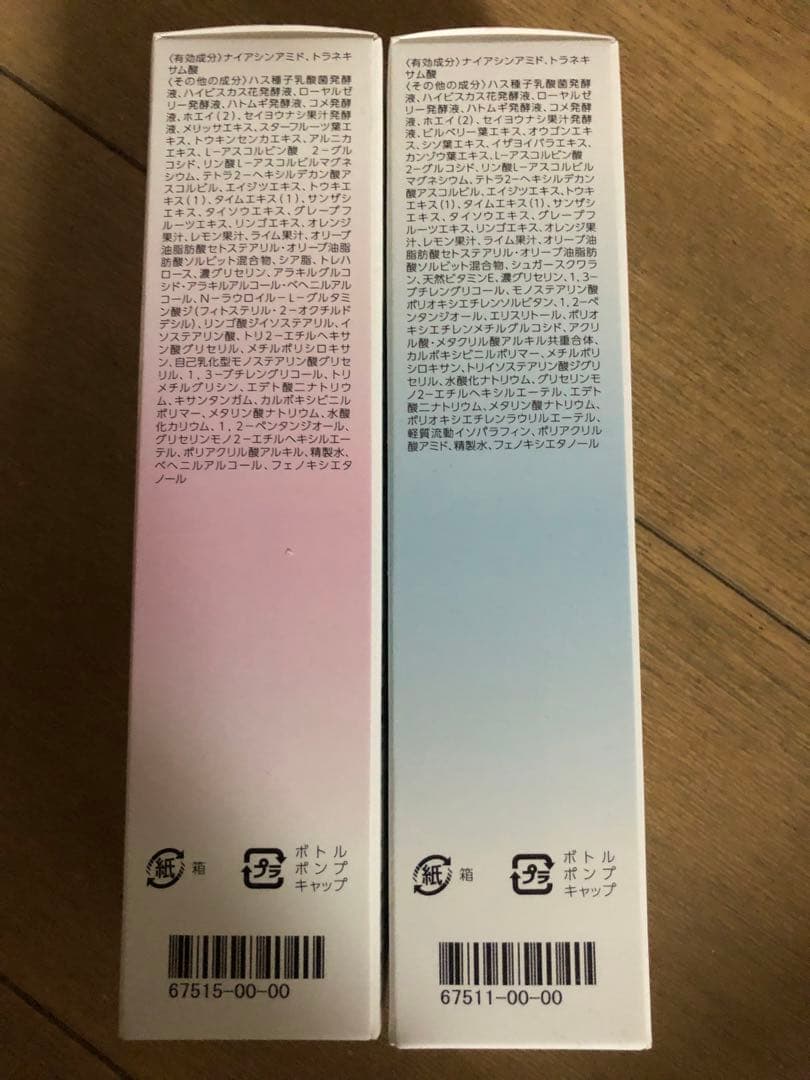 〈有効成分〉ナイアシンアミド、トラネキ
サム酸
〈その他の成分〉ハス種子乳酸菌発酵
液、ハイビスカス花発酵液、ローヤルゼ
リー発酵液、ハトムギ発酵液、コメ発酵
液、ホエイ(2)、セイヨウナシ果汁発酵
液、メリッサエキス、スターフルーツ葉エ
キス、トウキンセンカエキス、アルニカ
エキス、L-アスコルビン酸 2-グル
コシド、リン酸L-アスコルビルマグネ
シウム、テトラ2-ヘキシルデカン酸ア
スコルビル、エイジツエキス、トウキエ
キス(1)、タイムエキス(1)、サンザシ
エキス、タイソウエキス、グレープフ
ルーツエキス、リンゴエキス、オレンジ
果汁、レモン果汁、ライム果汁、オリーブ
油脂肪酸セトステアリル・オリーブ油脂
肪酸ソルビット混合物、シア脂、トレハ
ロース、濃グリセリン、アラキルグルコ
シド・アラキルアルコール・ベヘニルアル
コール、N-ラウロイル-L-グルタミ
ン酸ジ(フィトステリル・2-オクチルド
デシル)、リンゴ酸ジイソステアリル、イ
ソステアリン酸、トリ2-エチルヘキサ
ン酸グリセリル、メチルポリシロキサ
ン、自己乳化型モノステアリン酸グリセ
リル、1,3-ブチレングリコール、トリ
メチルグリシン、エデト酸二ナトリウ
ム、キサンタンガム、カルボキシビニル
ポリマー、メタリン酸ナトリウム、水酸
化カリウム、1,2-ペンタンジオール、
グリセリンモノ2-エチルヘキシルエー
テル、ポリアクリル酸アルキル、精製水、
ベヘニルアルコール、フェノキシエタ
ノール
紙 箱
プラ ボトル
ポンプ
キャップ
67515-00-00
〈有効成分〉ナイアシンアミド、トラネキ
サム酸
〈その他の成分〉ハス種子乳酸菌発酵
液、ハイビスカス花発酵液、ローヤルゼ
リー発酵液、ハトムギ発酵液、コメ発酵
液、ホエイ(2)、セイヨウナシ果汁発酵
液、ビルベリー葉エキス、オウゴンエキ
ス、シソ葉エキス、イザヨイバラエキス、
カンゾウ葉エキス、L-アスコルビン酸
2-グルコシド、リン酸L-アスコルビル
マグネシウム、テトラ2-ヘキシルデカン
酸アスコルビル、エイジツエキス、トウキ
エキス(1)、タイムエキス(1)、サンザシ
エキス、タイソウエキス、グレープフ
ルーツエキス、リンゴエキス、オレンジ果
汁、レモン果汁、ライム果汁、オリーブ油
脂肪酸セトステアリル・オリーブ油脂肪
酸ソルビット混合物、シュガースクワラ
ン、天然ビタミンE、濃グリセリン、1,3-
ブチレングリコール、モノステアリン酸
ポリオキシエチレンソルビタン、1,2-ペ
ンタンジオール、エリスリトール、ポリオ
キシエチレンメチルグルコシド、アクリ
ル酸・メタクリル酸アルキル共重合体、
カルボキシビニルポリマー、メチルポリ
シロキサン、トリイソステアリン酸ジグリ
セリル、水酸化ナトリウム、グリセリンモ
ノ2-エチルヘキシルエーテル、エデト
酸二ナトリウム、メタリン酸ナトリウム、
ポリオキシエチレンラウリルエーテル、
軽質流動イソパラフィン、ポリアクリル
酸アミド、精製水、フェノキシエタノール
紙 箱
プラ ボトル
ポンプ
キャップ
67511-00-00